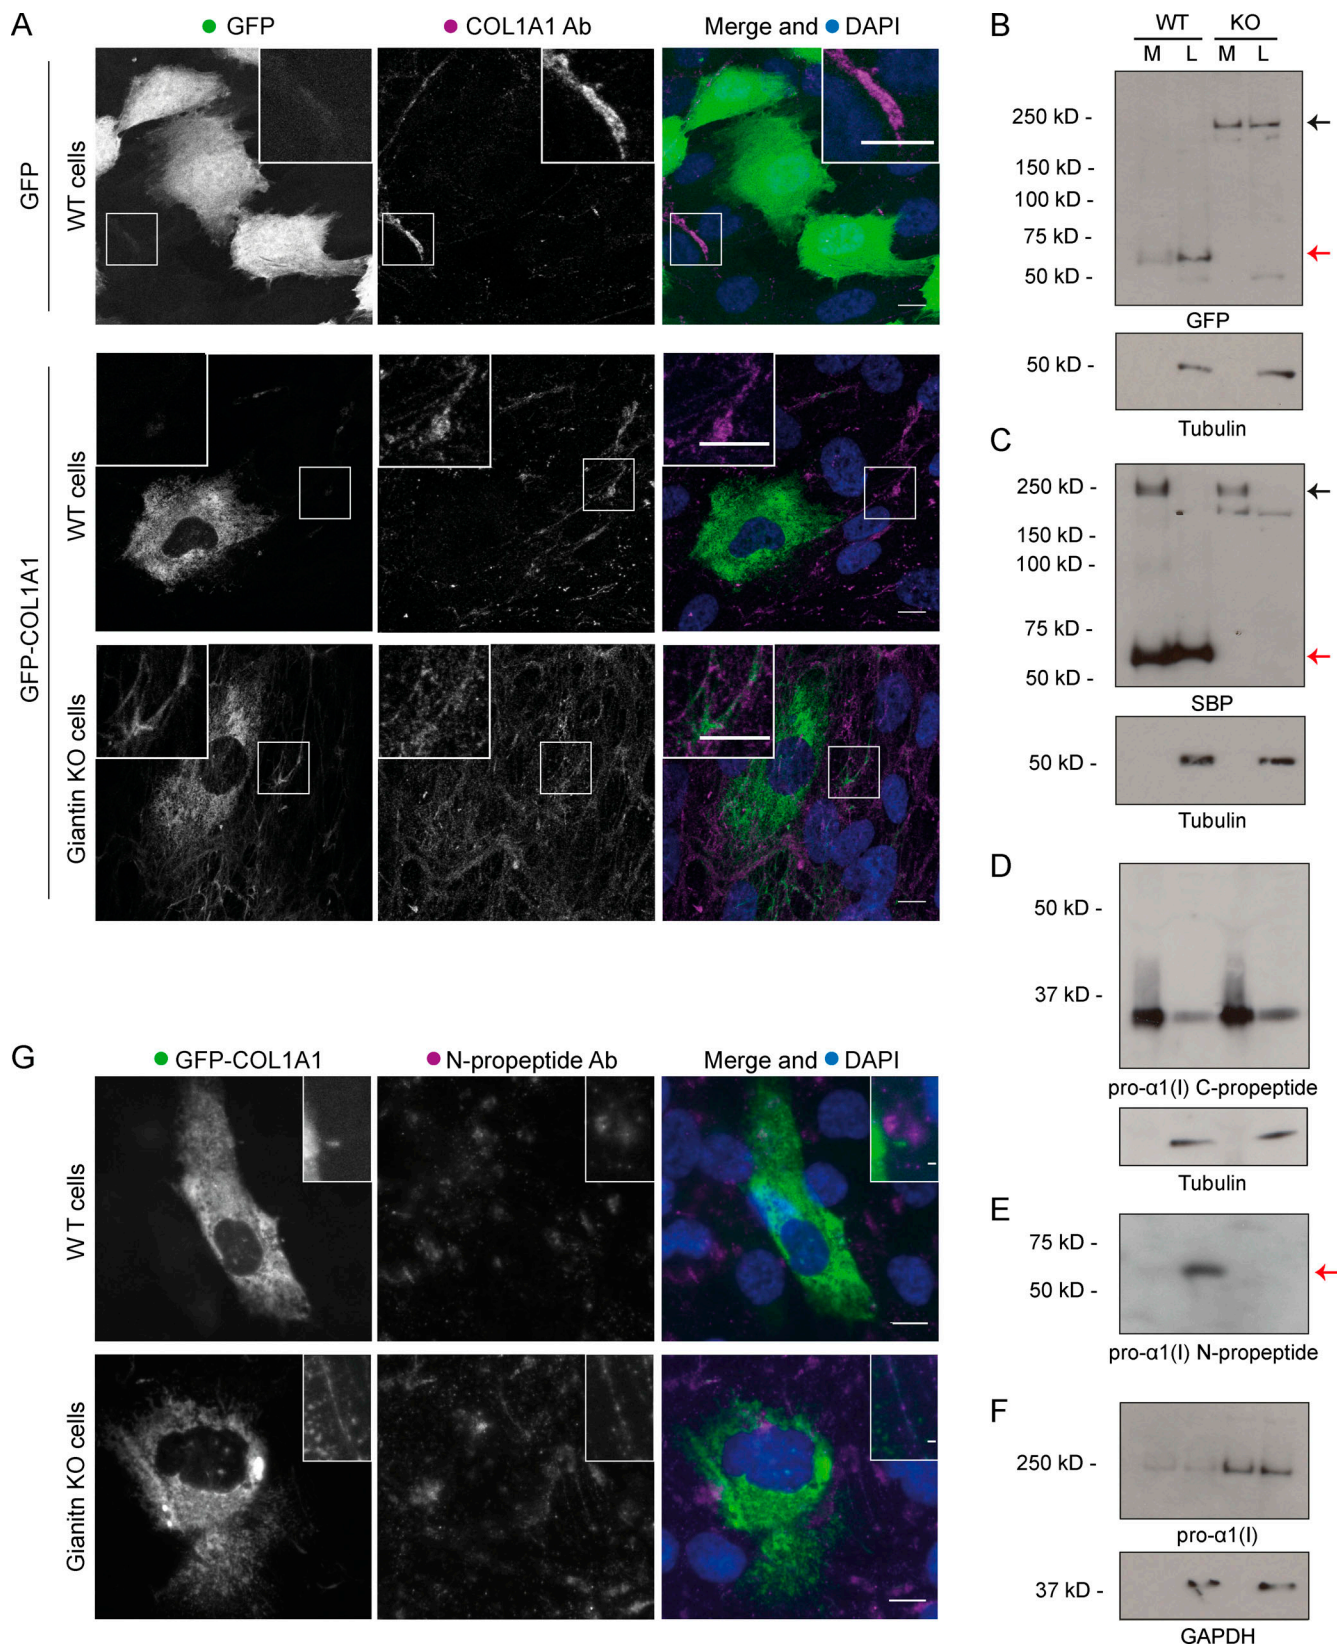 A
GFP
COL1A1 Ab
Merge and DAPI
GFP
WT cells
GFP-COL1A1
WT cells
Giantin KO cells
B
WT KO
M L M L
250 kD -
150 kD -
100 kD -
75 kD -
50 kD -
GFP
50 kD -
Tubulin
C
250 kD -
150 kD -
100 kD -
75 kD -
50 kD -
SBP
50 kD -
Tubulin
D
50 kD -
37 kD -
pro-α1(I) C-propeptide
Tubulin
E
75 kD -
50 kD -
pro-α1(I) N-propeptide
F
250 kD -
pro-α1(I)
37 kD -
GAPDH
G
GFP-COL1A1
N-propeptide Ab
Merge and DAPI
W T cells
Gianitn KO cells